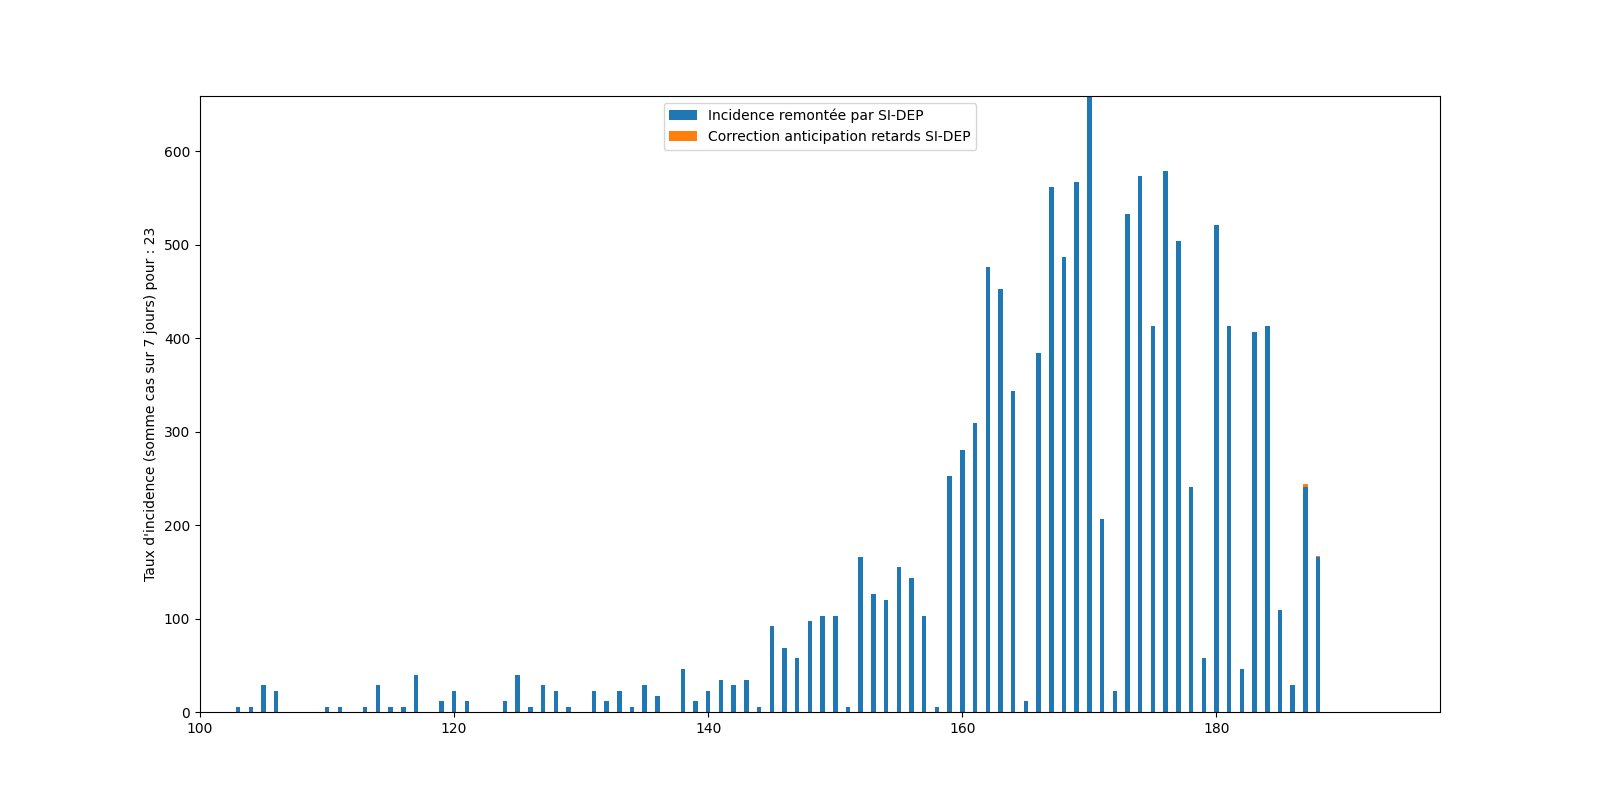 Incidence remontée par SI-DEP
Correction anticipation retards SI-DEP
Taux d'incidence (somme cas sur 7 jours) pour : 23
600
500
400
300
200
100
0
100 120 140 160 180